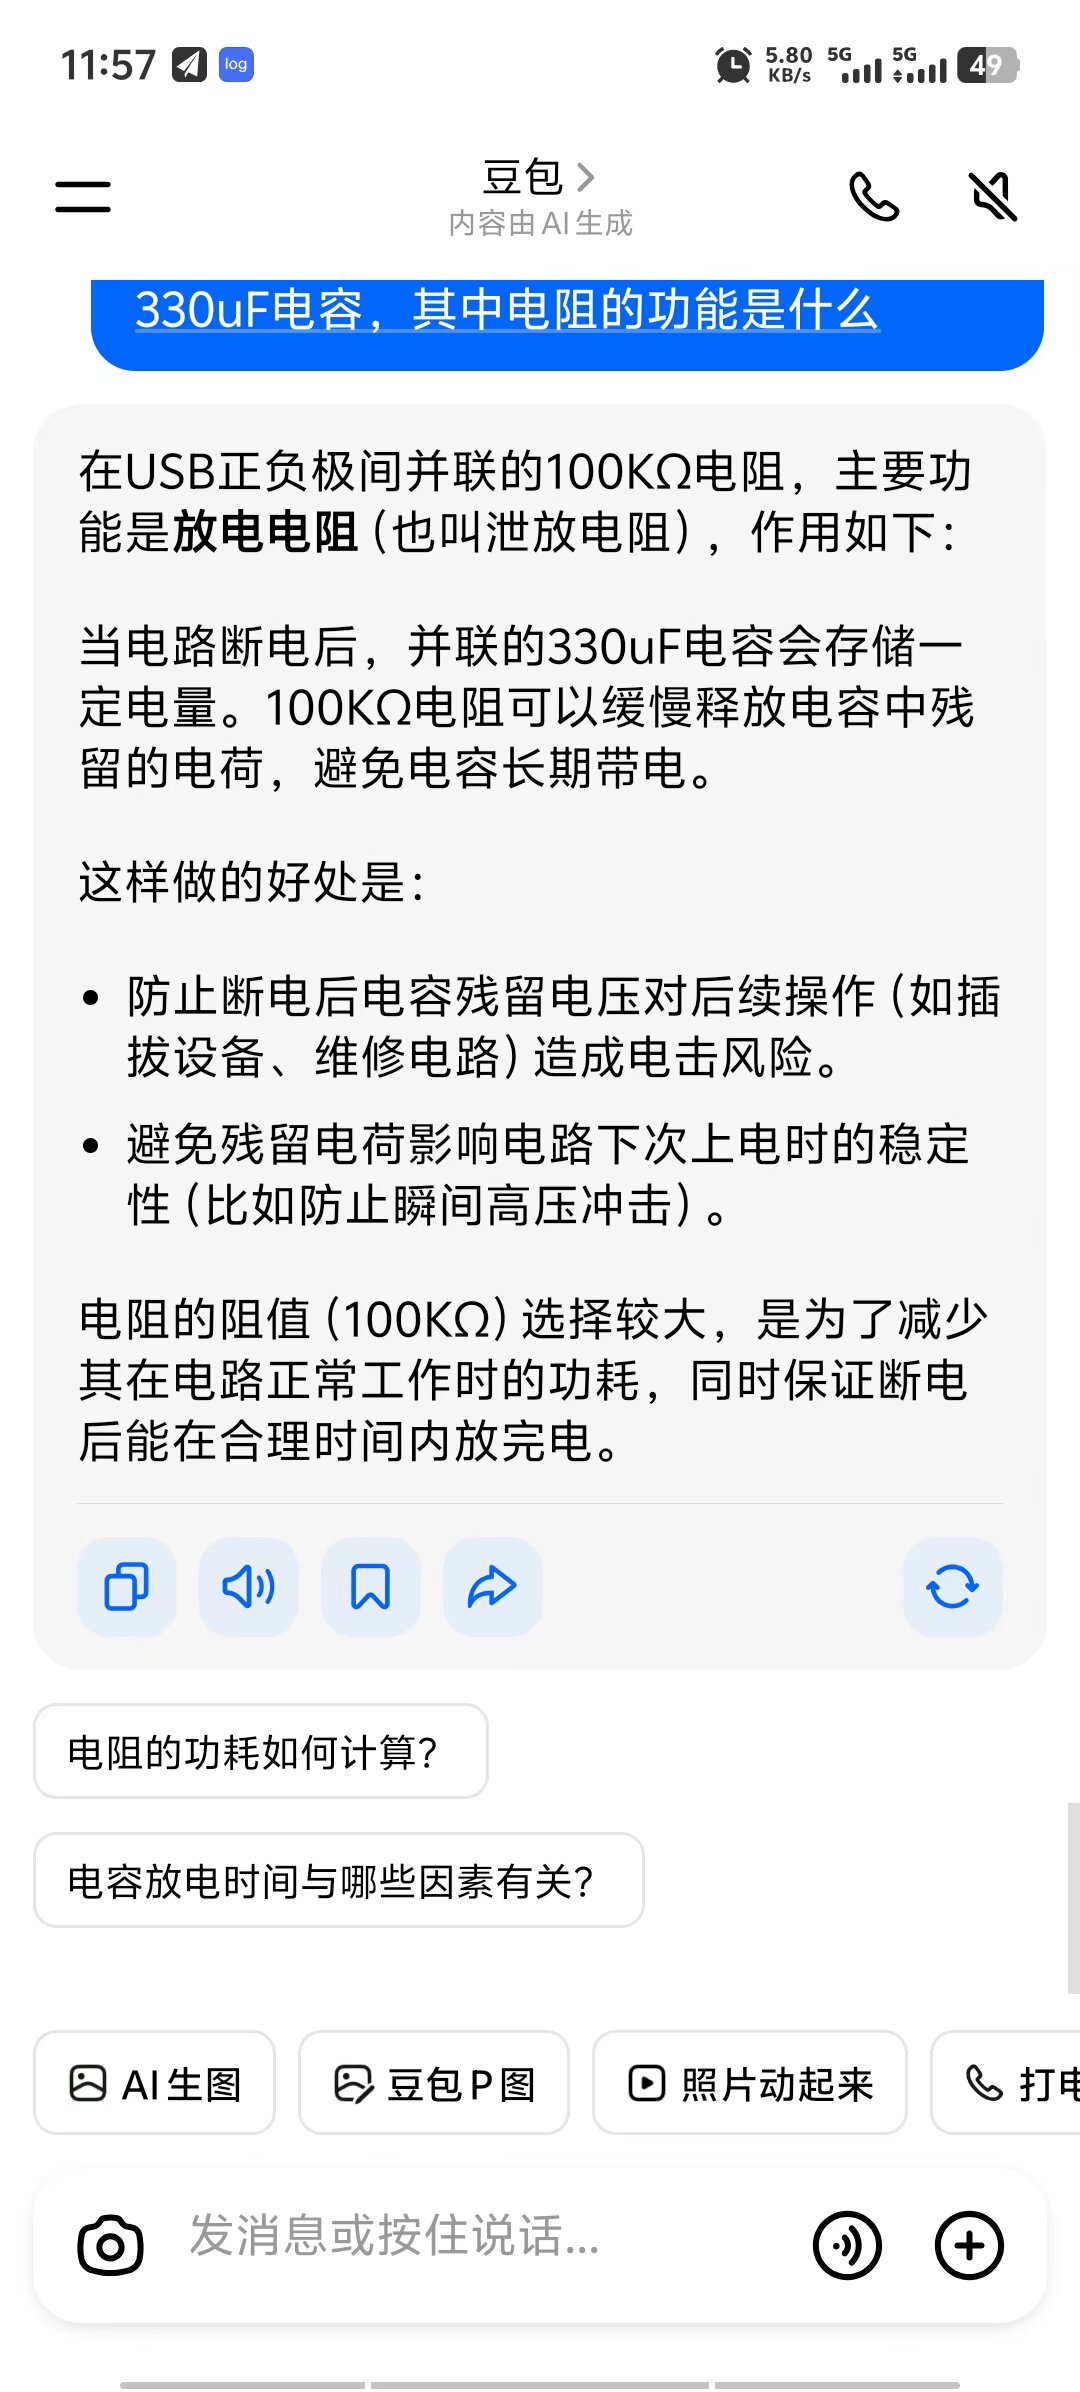 11:57
log
5.80 KB/s
5G
5G
49
豆包
内容由 AI 生成
330uF电容，其中电阻的功能是什么
在USB正负极间并联的100KΩ电阻，主要功
能是放电电阻（也叫泄放电阻），作用如下：
当电路断电后，并联的330uF电容会存储一
定电量。100KΩ电阻可以缓慢释放电容中残
留的电荷，避免电容长期带电。
这样做的好处是：
• 防止断电后电容残留电压对后续操作（如插
拔设备、维修电路）造成电击风险。
• 避免残留电荷影响电路下次上电时的稳定
性（比如防止瞬间高压冲击）。
电阻的阻值（100KΩ）选择较大，是为了减少
其在电路正常工作时的功耗，同时保证断电
后能在合理时间内放完电。
电阻的功耗如何计算？
电容放电时间与哪些因素有关？
AI 生图
豆包 P 图
照片动起来
打电
发消息或按住说话...